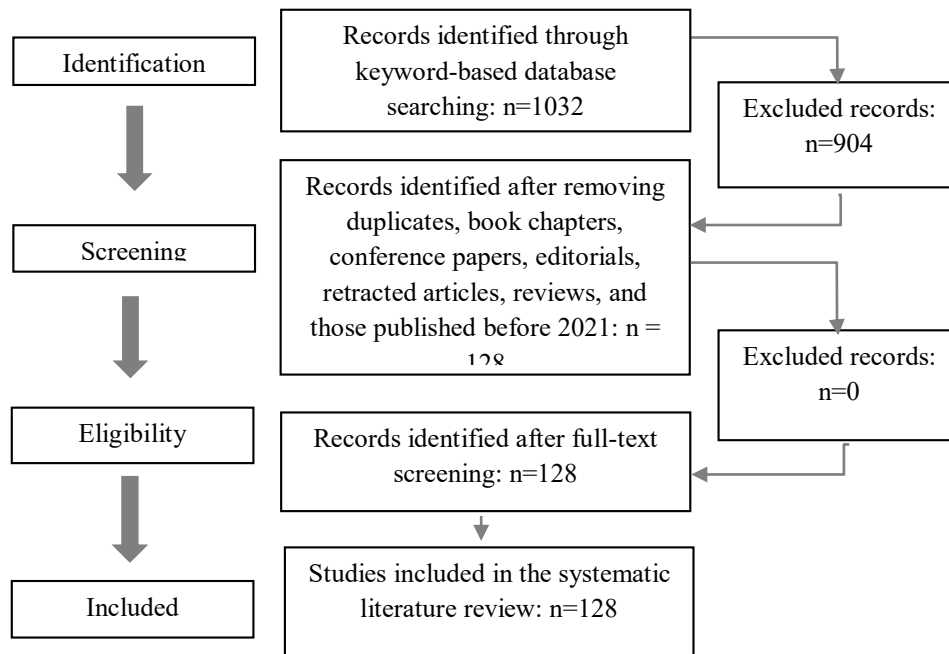 Identification
Records identified through
keyword-based database
searching: n=1032
Excluded records:
n=904
Screening
Records identified after removing
duplicates, book chapters,
conference papers, editorials,
retracted articles, reviews, and
those published before 2021: n =
128
Excluded records:
n=0
Eligibility
Records identified after full-text
screening: n=128
Included
Studies included in the systematic
literature review: n=128